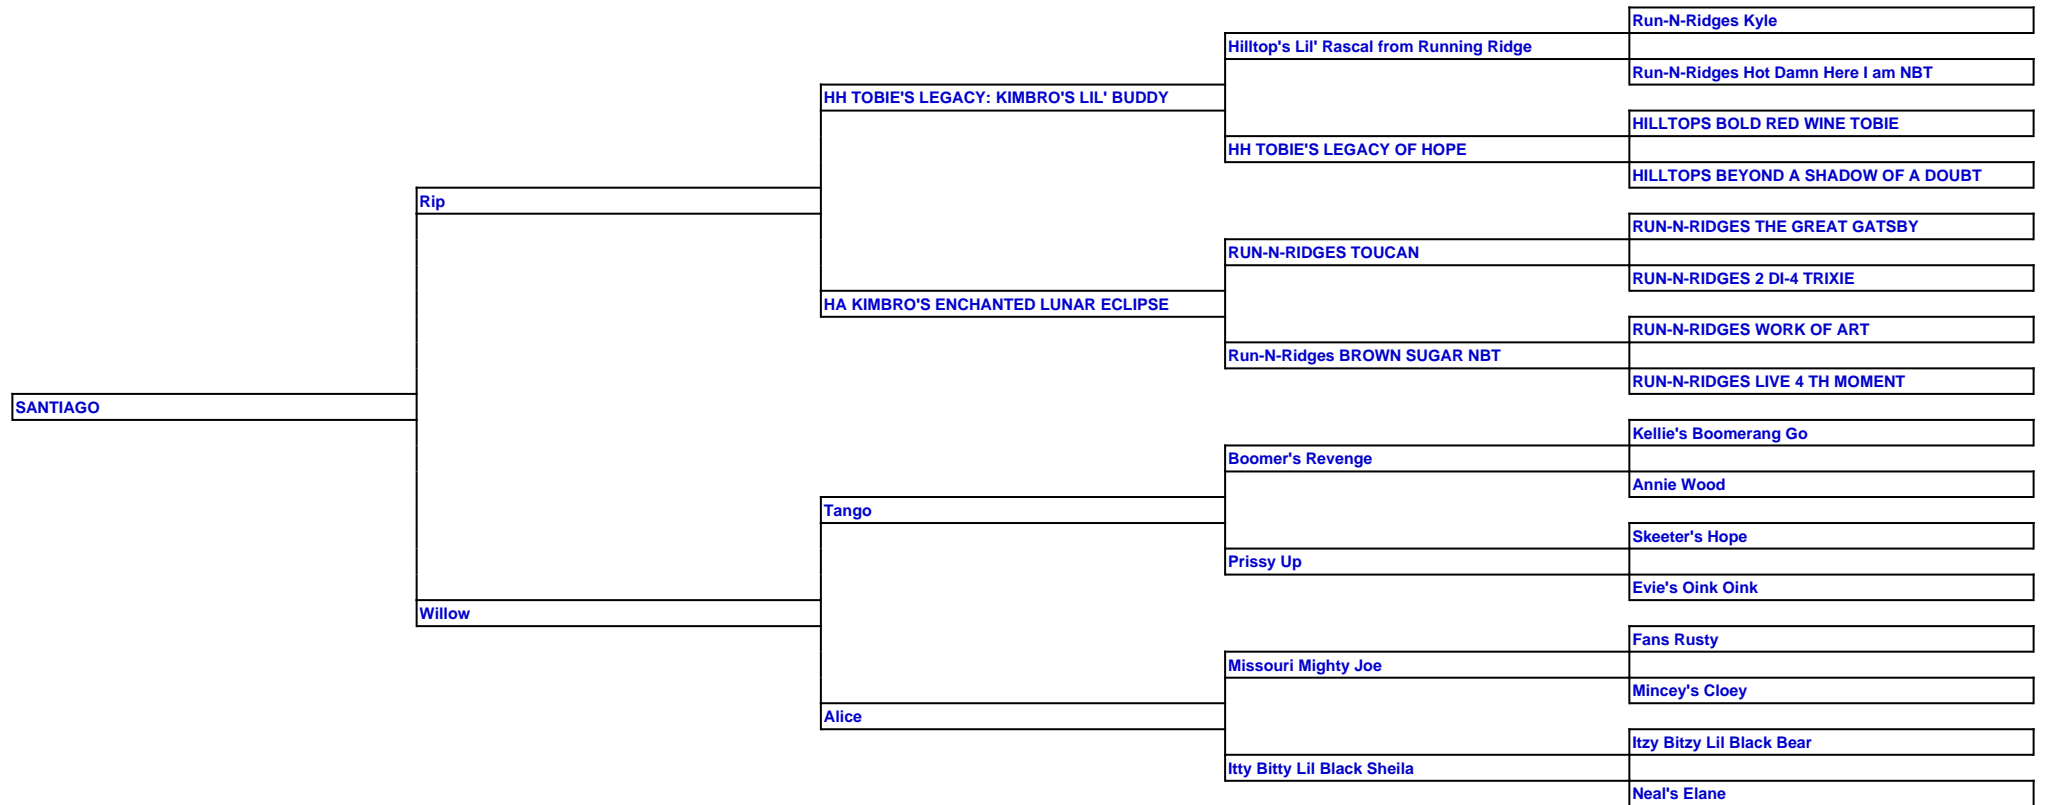 Run-N-Ridges Kyle
Hilltop's Lil' Rascal from Running Ridge
Run-N-Ridges Hot Damn Here I am NBT
HH TOBIE'S LEGACY: KIMBRO'S LIL' BUDDY
HILLTOPS BOLD RED WINE TOBIE
HH TOBIE'S LEGACY OF HOPE
HILLTOPS BEYOND A SHADOW OF A DOUBT
Rip
RUN-N-RIDGES THE GREAT GATSBY
RUN-N-RIDGES TOUCAN
RUN-N-RIDGES 2 DI-4 TRIXIE
HA KIMBRO'S ENCHANTED LUNAR ECLIPSE
RUN-N-RIDGES WORK OF ART
Run-N-Ridges BROWN SUGAR NBT
RUN-N-RIDGES LIVE 4 TH MOMENT
SANTIAGO
Kellie's Boomerang Go
Boomer's Revenge
Annie Wood
Tango
Skeeter's Hope
Prissy Up
Evie's Oink Oink
Willow
Fans Rusty
Missouri Mighty Joe
Mincey's Cloey
Alice
Itzy Bitzy Lil Black Bear
Itty Bitty Lil Black Sheila
Neal's Elane